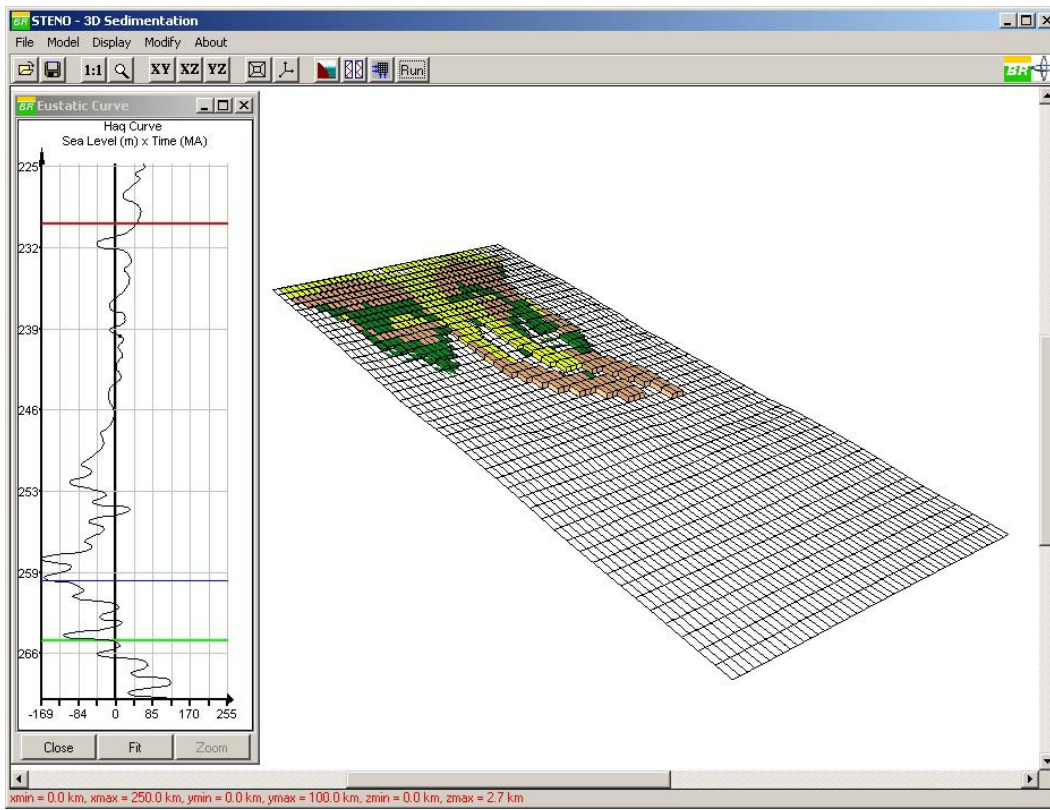 BR STENO - 3D Sedimentation
File Model Display Modify About
1:1 XY XZ YZ Run BR
BR Eustatic Curve
Haq Curve
Sea Level (m) x Time (MA)
225
232
239
246
253
259
266
-169 -84 0 85 170 255
Close Fit Zoom
xmin = 0.0 km, xmax = 250.0 km, ymin = 0.0 km, ymax = 100.0 km, zmin = 0.0 km, zmax = 2.7 km